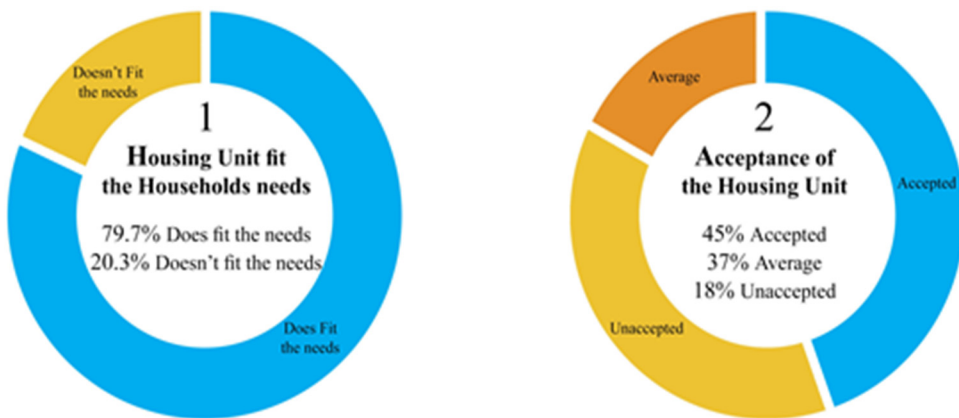 Doesn't Fit
the needs
1
Housing Unit fit
the Households needs
79.7% Does fit the needs
20.3% Doesn't fit the needs
Does Fit
the needs
Average
2
Acceptance of
the Housing Unit
Accepted
45% Accepted
37% Average
18% Unaccepted
Unaccepted